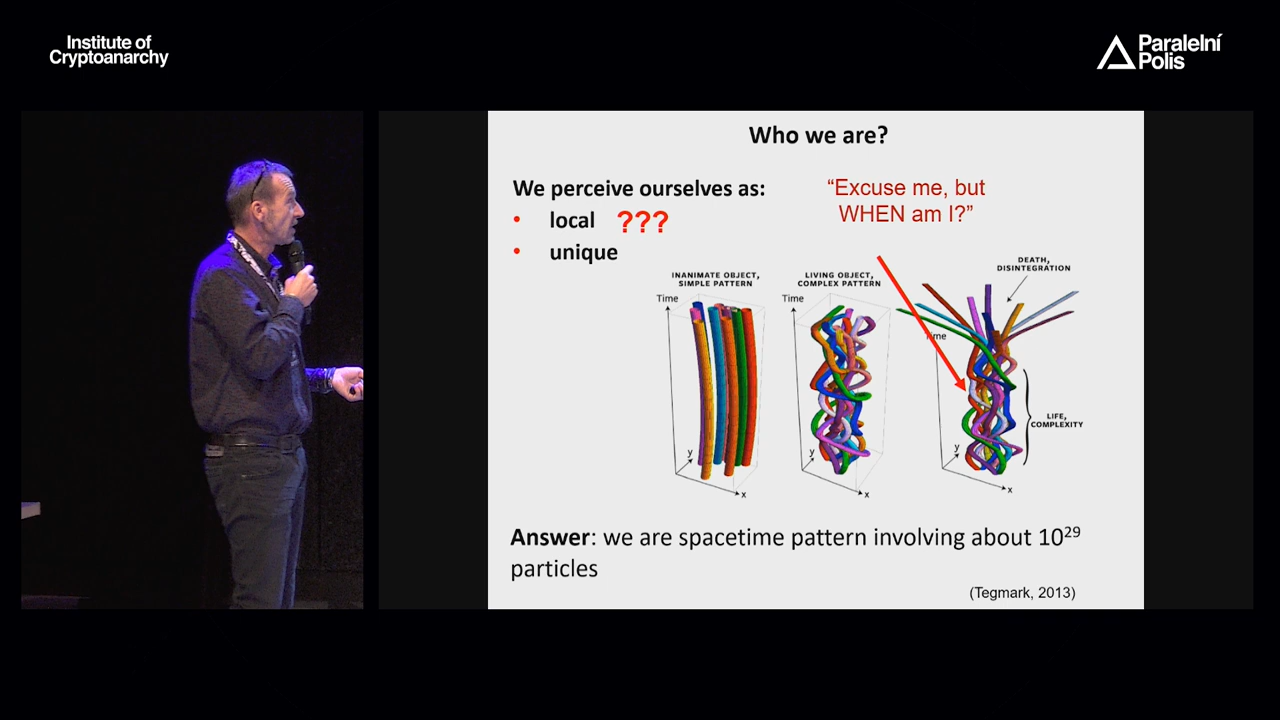 Institute of
Cryptoanarchy
Paralelní
Polis
Who we are?
We perceive ourselves as:
• local ???
• unique
“Excuse me, but
WHEN am I?”
INANIMATE OBJECT,
SIMPLE PATTERN
Time
y
x
LIVING OBJECT,
COMPLEX PATTERN
Time
y
x
DEATH,
DISINTEGRATION
Time
LIFE,
COMPLEXITY
y
x
Answer: we are spacetime pattern involving about 10²⁹
particles
(Tegmark, 2013)